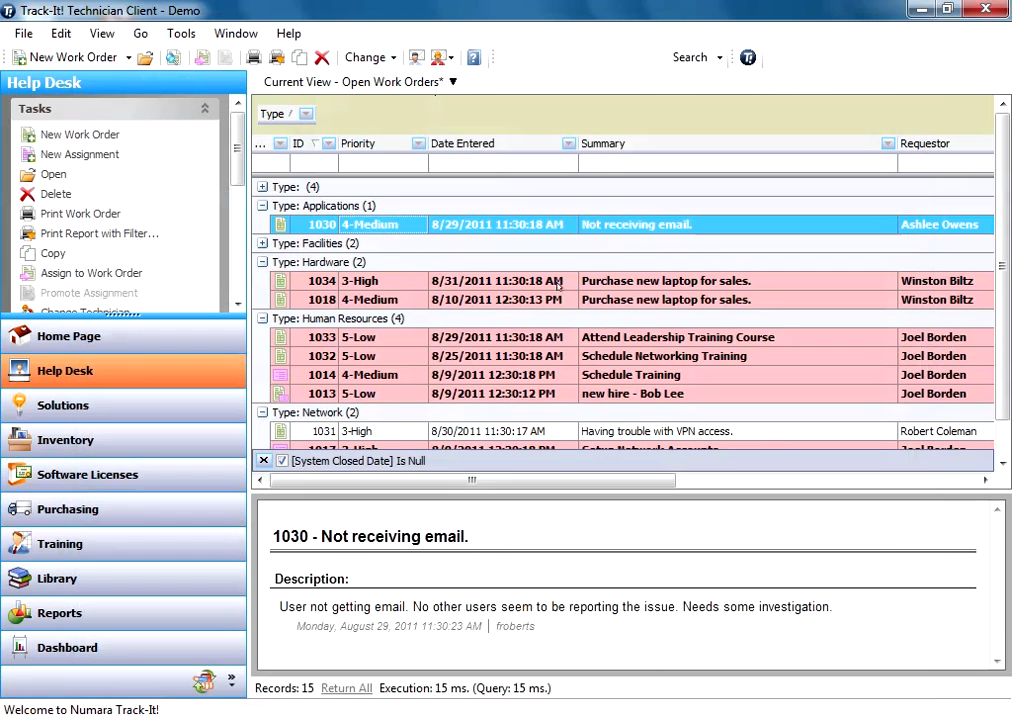 Track-It! Technician Client - Demo
File Edit View Go Tools Window Help
New Work Order Change Search
Help Desk
Current View - Open Work Orders*
Tasks
New Work Order
New Assignment
Open
Delete
Print Work Order
Print Report with Filter...
Copy
Assign to Work Order
Promote Assignment
Change Technician
Home Page
Help Desk
Solutions
Inventory
Software Licenses
Purchasing
Training
Library
Reports
Dashboard
Type /
... ID Priority Date Entered Summary Requestor
Type: (4)
Type: Applications (1)
1030 4-Medium 8/29/2011 11:30:18 AM Not receiving email. Ashlee Owens
Type: Facilities (2)
Type: Hardware (2)
1034 3-High 8/31/2011 11:30:18 AM Purchase new laptop for sales. Winston Biltz
1018 4-Medium 8/10/2011 12:30:13 PM Purchase new laptop for sales. Winston Biltz
Type: Human Resources (4)
1033 5-Low 8/29/2011 11:30:18 AM Attend Leadership Training Course Joel Borden
1032 5-Low 8/25/2011 11:30:18 AM Schedule Networking Training Joel Borden
1014 4-Medium 8/9/2011 12:30:18 PM Schedule Training Joel Borden
1013 5-Low 8/9/2011 12:30:12 PM new hire - Bob Lee Joel Borden
Type: Network (2)
1031 3-High 8/30/2011 11:30:17 AM Having trouble with VPN access. Robert Coleman
[System Closed Date] Is Null
1030 - Not receiving email.
Description:
User not getting email. No other users seem to be reporting the issue. Needs some investigation.
Monday, August 29, 2011 11:30:23 AM | froberts
Records: 15 Return All Execution: 15 ms. (Query: 15 ms.)
Welcome to Numara Track-It!